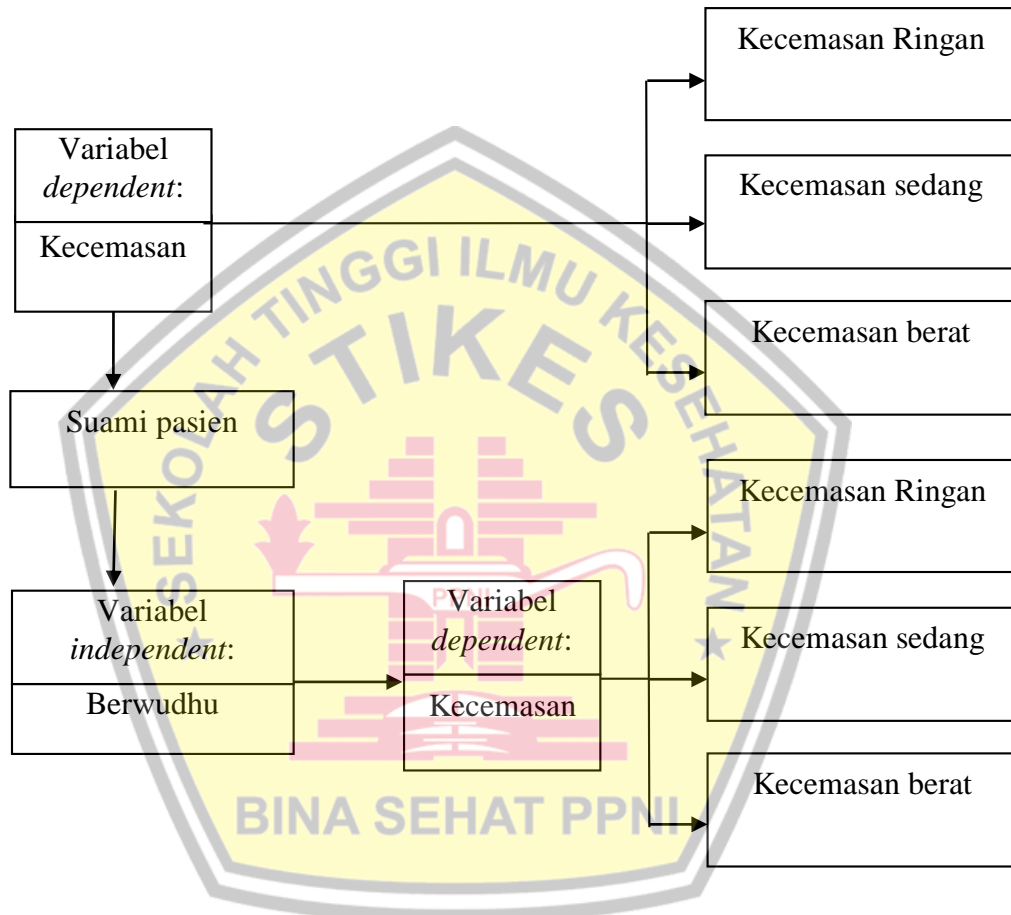 Kecemasan Ringan
Variabel
dependent:
Kecemasan
Kecemasan sedang
Kecemasan berat
Suami pasien
Kecemasan Ringan
Variabel
independent:
Berwudhu
Variabel
dependent:
Kecemasan
Kecemasan sedang
Kecemasan berat
SEKOLAH TINGGI ILMU KESEHATAN
STIKES
PPNI
BINA SEHAT PPNI